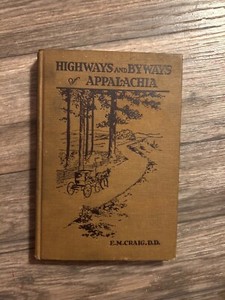 HIGHWAYS AND BYWAYS
OF APPALACHIA
E.M.CRAIG, D.D.